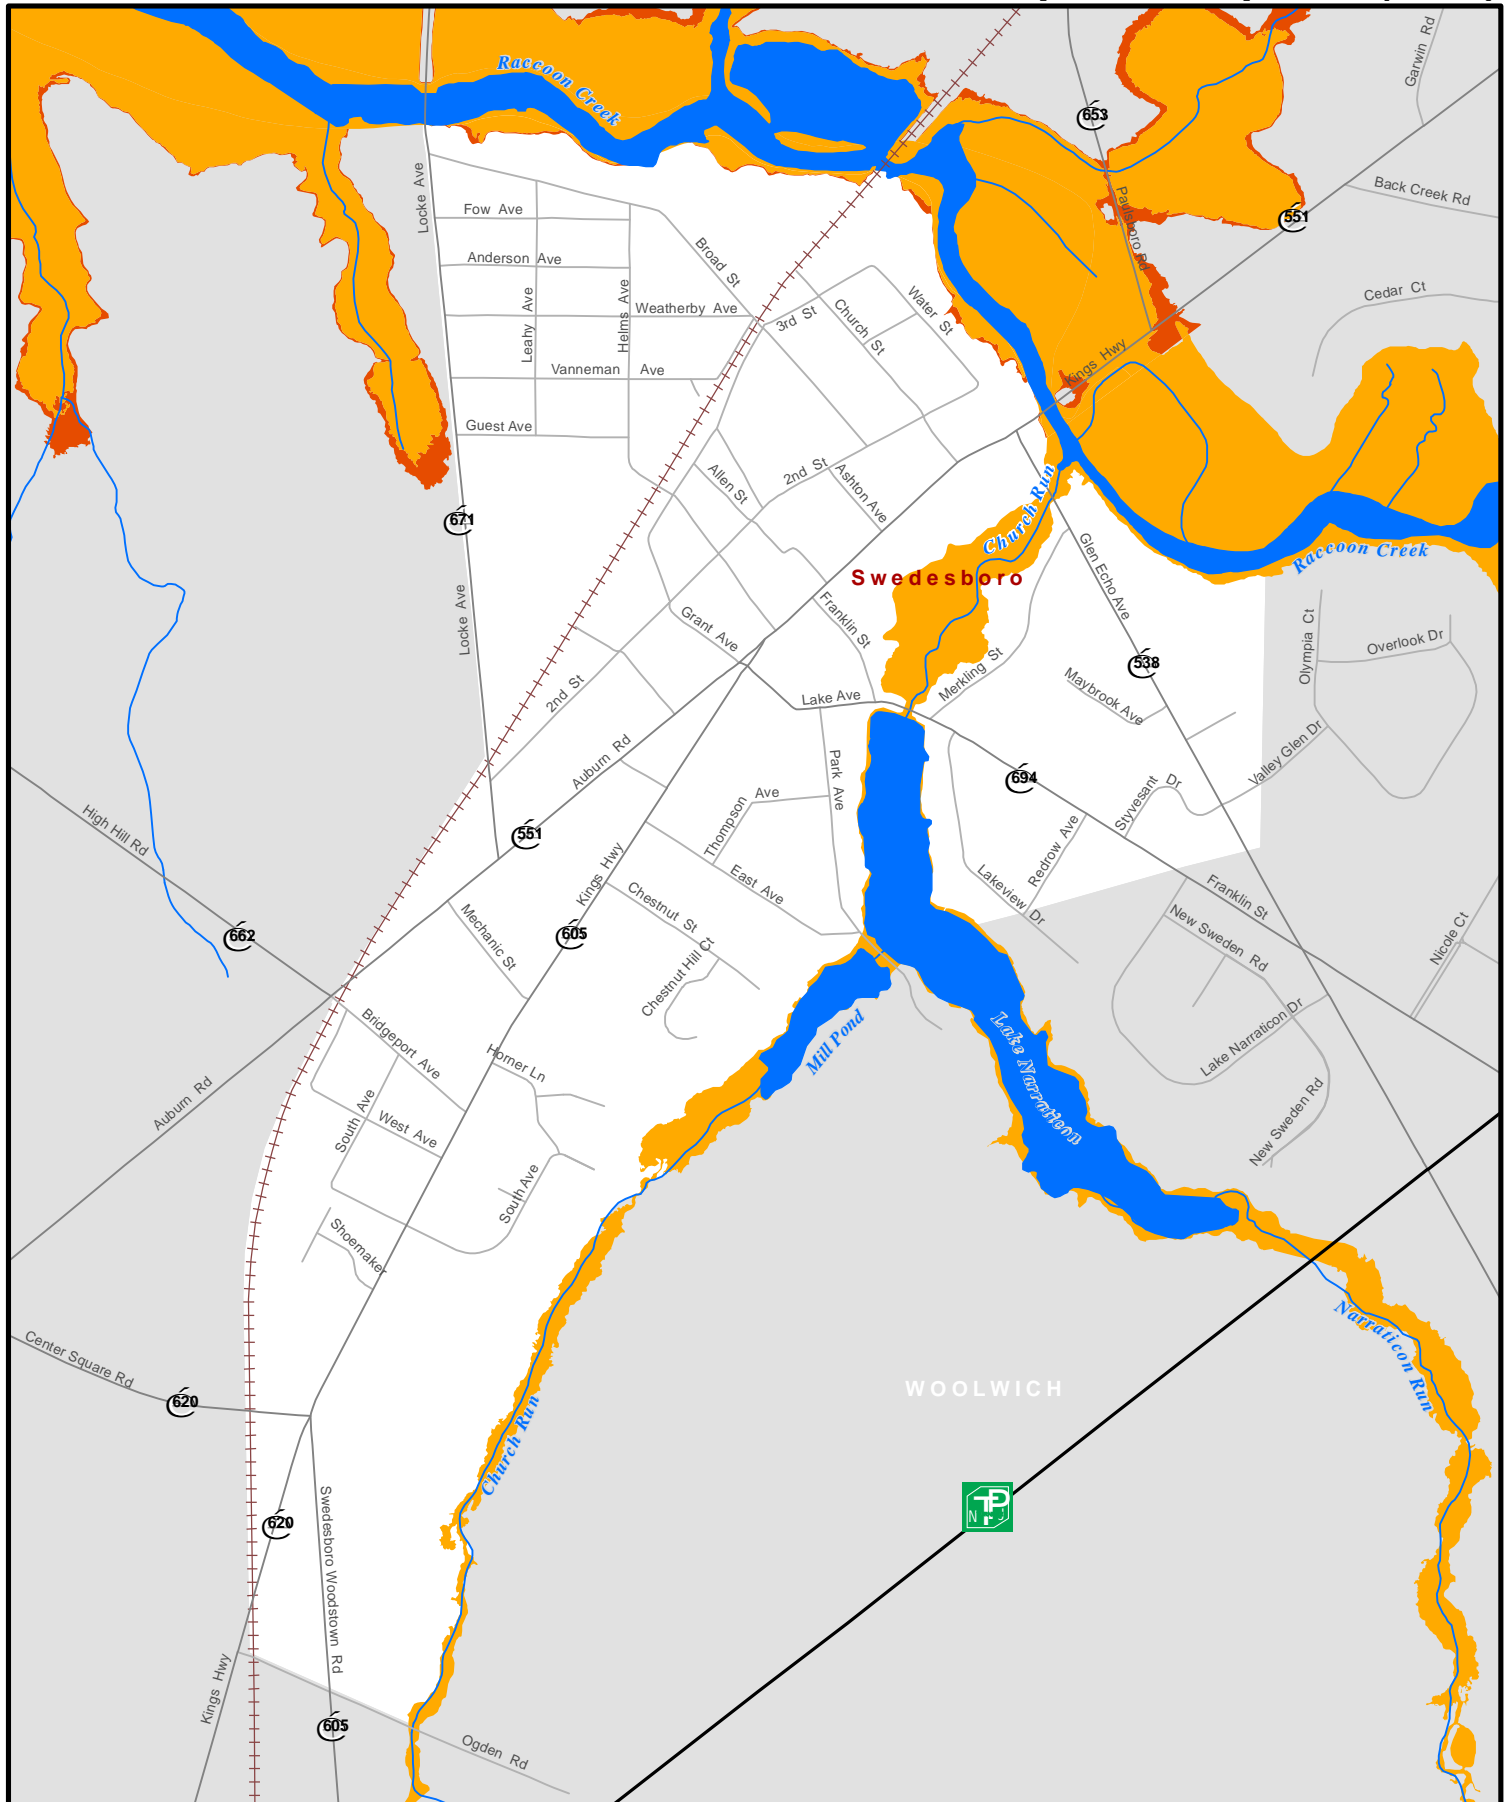 Raccoon Creek
Garwin Rd
653
Back Creek Rd
551
Locke Ave
Paulsboro Rd
Fow Ave
Anderson Ave
Broad St
Cedar Ct
Leahy Ave
Helms Ave
Weatherby Ave
3rd St
Church St
Water St
Kings Hwy
Vanneman Ave
Guest Ave
Allen St
2nd St
Ashton Ave
Church Run
671
Glen Echo Ave
Raccoon Creek
Swedesboro
Locke Ave
Grant Ave
Franklin St
Merkling St
538
Olympia Ct
Overlook Dr
Maybrook Ave
2nd St
Lake Ave
Auburn Rd
Park Ave
694
Valley Glen Dr
Styvesant Dr
Thompson Ave
High Hill Rd
551
Redrow Ave
Kings Hwy
East Ave
Lakeview Dr
Franklin St
Chestnut St
Mechanic St
New Sweden Rd
Nicole Ct
662
605
Chestnut Hill Ct
Lake Narraticon Dr
Bridgeport Ave
Mill Pond
Lake Narraticon
Horner Ln
Auburn Rd
South Ave
West Ave
New Sweden Rd
South Ave
Shoemaker
Center Square Rd
Narraticon Run
WOOLWICH
620
Church Run
TP
N J
620
Swedesboro Woodstown Rd
Kings Hwy
605
Ogden Rd